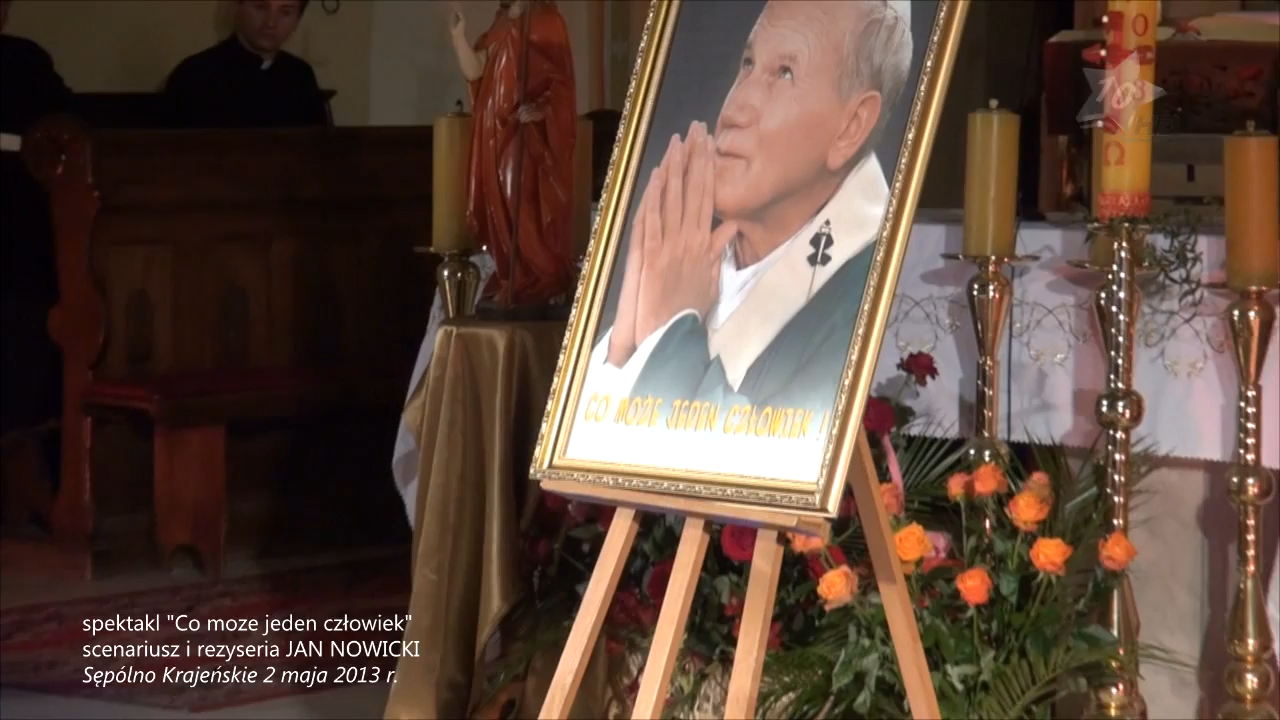 CO MOŻE JEDEN CZŁOWIEK !
spektakl "Co moze jeden człowiek"
scenariusz i rezyseria JAN NOWICKI
Sępólno Krajeńskie 2 maja 2013 r.